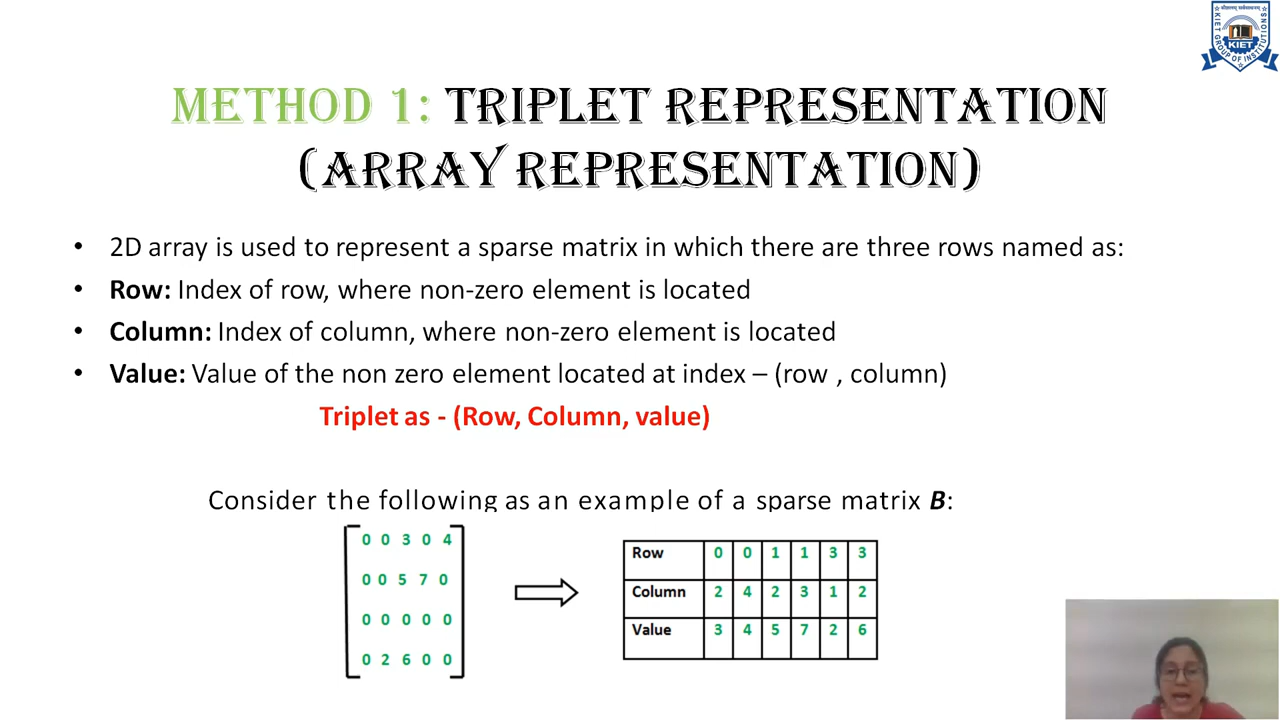 KIET GROUP OF INSTITUTIONS
KIET
METHOD 1: TRIPLET REPRESENTATION
(ARRAY REPRESENTATION)
• 2D array is used to represent a sparse matrix in which there are three rows named as:
• Row: Index of row, where non-zero element is located
• Column: Index of column, where non-zero element is located
• Value: Value of the non zero element located at index – (row , column)
Triplet as - (Row, Column, value)
Consider the following as an example of a sparse matrix B:
0 0 3 0 4
0 0 5 7 0
0 0 0 0 0
0 2 6 0 0
Row 0 0 1 1 3 3
Column 2 4 2 3 1 2
Value 3 4 5 7 2 6